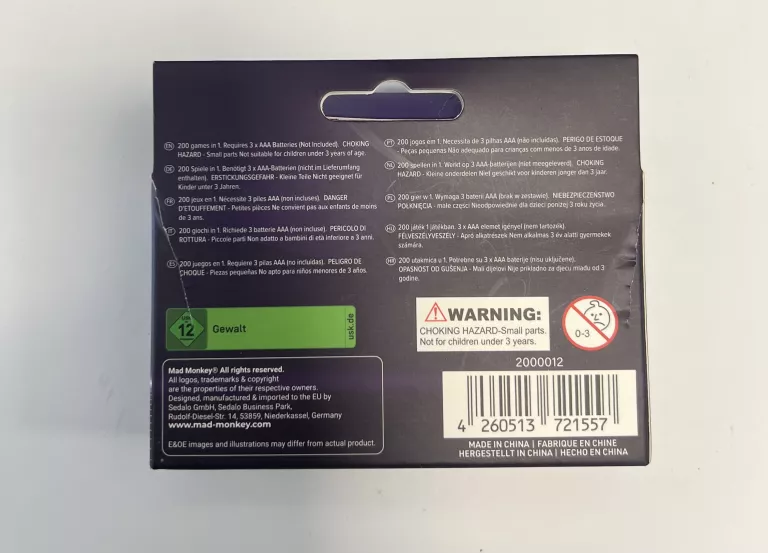 EN 200 games in 1. Requires 3 x AAA Batteries (Not Included). CHOKING
HAZARD - Small parts Not suitable for children under 3 years of age.
DE 200 Spiele in 1. Benötigt 3 x AAA-Batterien (nicht im Lieferumfang
enthalten). ERSTICKUNGSGEFAHR - Kleine Teile Nicht geeignet für
Kinder unter 3 Jahren.
FR 200 jeux en 1. Nécessite 3 piles AAA (non incluses). DANGER
D'ETOUFFEMENT - Petites pièces Ne convient pas aux enfants de moins
de 3 ans.
IT 200 giochi in 1. Richiede 3 batterie AAA (non incluse). PERICOLO DI
ROTTURA - Piccole parti Non adatto a bambini di età inferiore a 3 anni.
ES 200 juegos en 1. Requiere 3 pilas AAA (no incluidas). PELIGRO DE
CHOQUE - Piezas pequeñas No apto para niños menores de 3 años.
PT 200 jogos em 1. Necessita de 3 pilhas AAA (não incluídas). PERIGO DE ESTOQUE
- Peças pequenas Não adequado para crianças com menos de 3 anos de idade.
NL 200 spellen in 1. Werkt op 3 AAA-batterijen (niet meegeleverd). CHOKING
HAZARD - Kleine onderdelen Niet geschikt voor kinderen jonger dan 3 jaar.
PL 200 gier w 1. Wymaga 3 baterii AAA (brak w zestawie). NIEBEZPIECZEŃSTWO
POŁKNIĘCIA - małe części Nieodpowiednie dla dzieci poniżej 3 roku życia.
HU 200 játék 1 játékban. 3 x AAA elemet igényel (nem tartozék).
FÉLVESZÉLYVESZÉLY - Apró alkatrészek Nem alkalmas 3 év alatti gyermekek
számára.
HR 200 utakmica u 1. Potrebne su 3 x AAA baterije (nisu uključene).
OPASNOST OD GUŠENJA - Mali dijelovi Nije prikladno za djecu mlađu od 3
godine.
USK
12
Gewalt
usk.de
WARNING:
CHOKING HAZARD-Small parts.
Not for children under 3 years.
0-3
Mad Monkey® All rights reserved.
All logos, trademarks & copyright
are the properties of their respective owners.
Designed, manufactured & imported to the EU by
Sedalo GmbH, Sedalo Business Park,
Rudolf-Diesel-Str. 14, 53859, Niederkassel, Germany
www.mad-monkey.com
E&OE images and illustrations may differ from actual product.
2000012
4 260513 721557
MADE IN CHINA | FABRIQUE EN CHINE
HERGESTELLT IN CHINA | HECHO EN CHINA